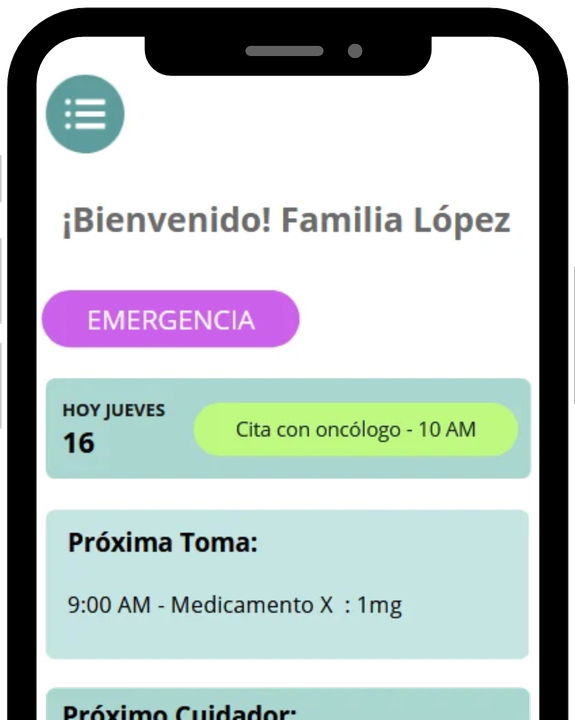 ¡Bienvenido! Familia López
EMERGENCIA
HOY JUEVES
16
Cita con oncólogo - 10 AM
Próxima Toma:
9:00 AM - Medicamento X : 1mg
Próximo Cuidador: